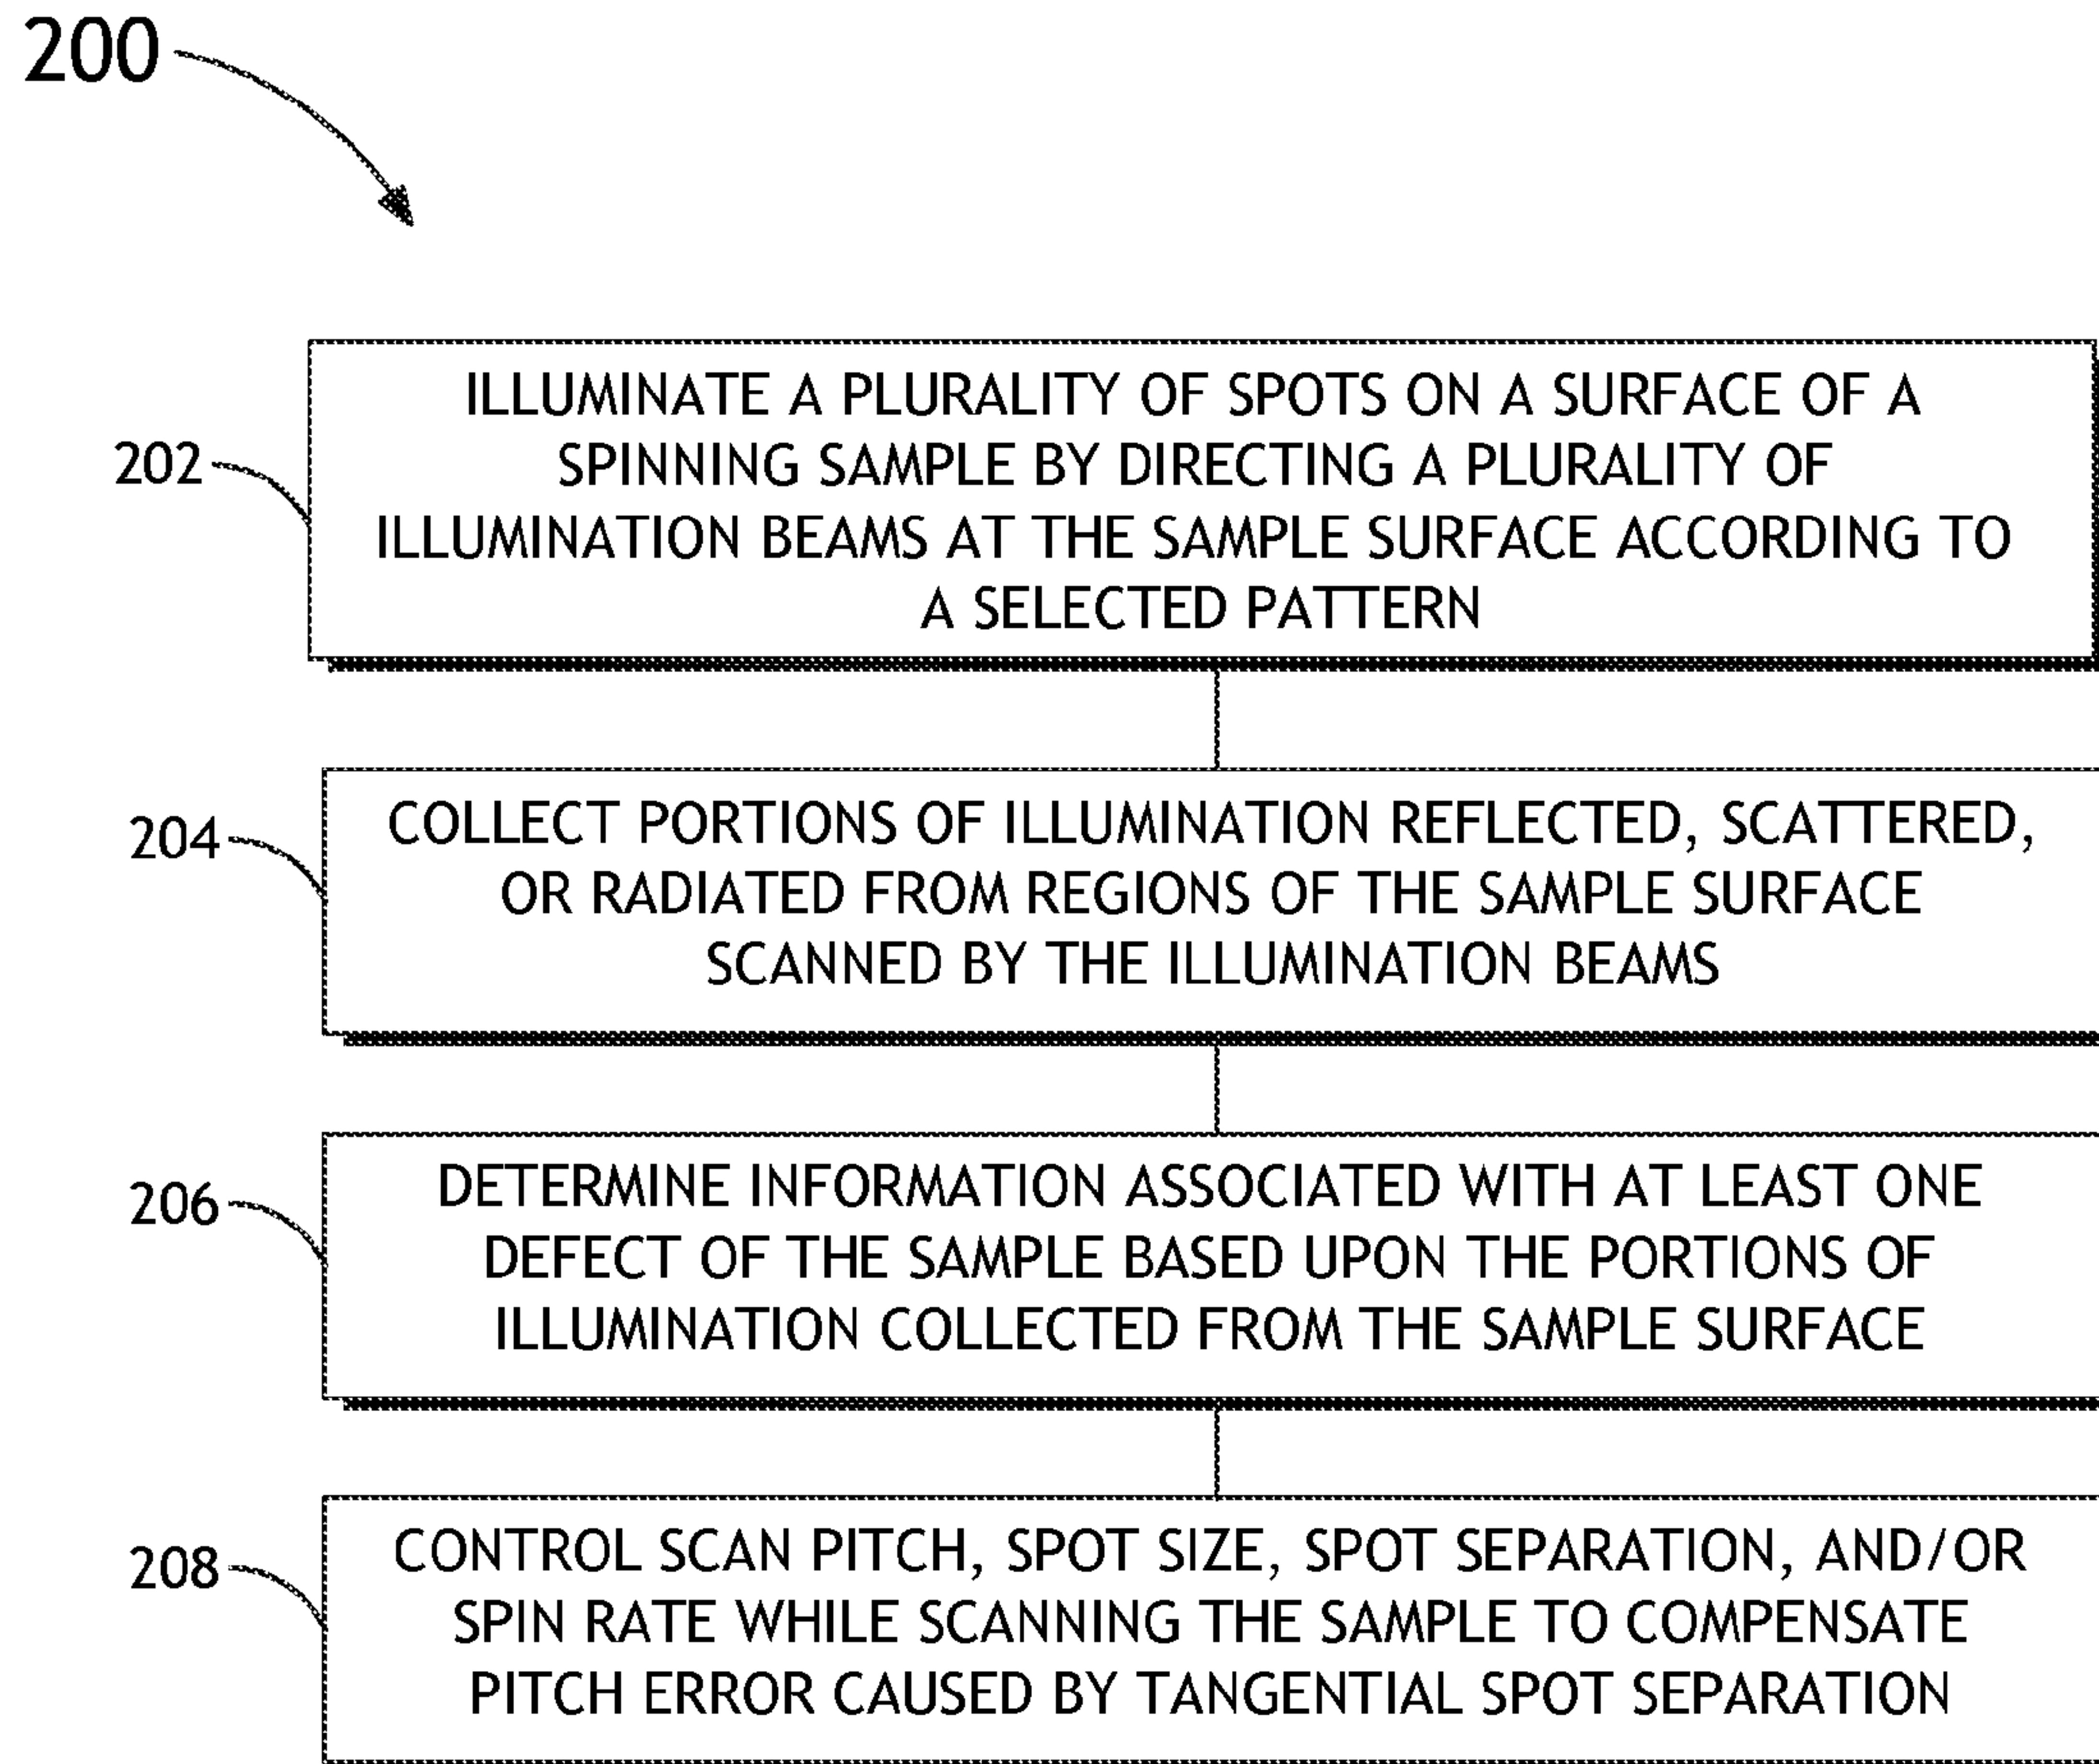 200
202
ILLUMINATE A PLURALITY OF SPOTS ON A SURFACE OF A
SPINNING SAMPLE BY DIRECTING A PLURALITY OF
ILLUMINATION BEAMS AT THE SAMPLE SURFACE ACCORDING TO
A SELECTED PATTERN
204
COLLECT PORTIONS OF ILLUMINATION REFLECTED, SCATTERED,
OR RADIATED FROM REGIONS OF THE SAMPLE SURFACE
SCANNED BY THE ILLUMINATION BEAMS
206
DETERMINE INFORMATION ASSOCIATED WITH AT LEAST ONE
DEFECT OF THE SAMPLE BASED UPON THE PORTIONS OF
ILLUMINATION COLLECTED FROM THE SAMPLE SURFACE
208
CONTROL SCAN PITCH, SPOT SIZE, SPOT SEPARATION, AND/OR
SPIN RATE WHILE SCANNING THE SAMPLE TO COMPENSATE
PITCH ERROR CAUSED BY TANGENTIAL SPOT SEPARATION